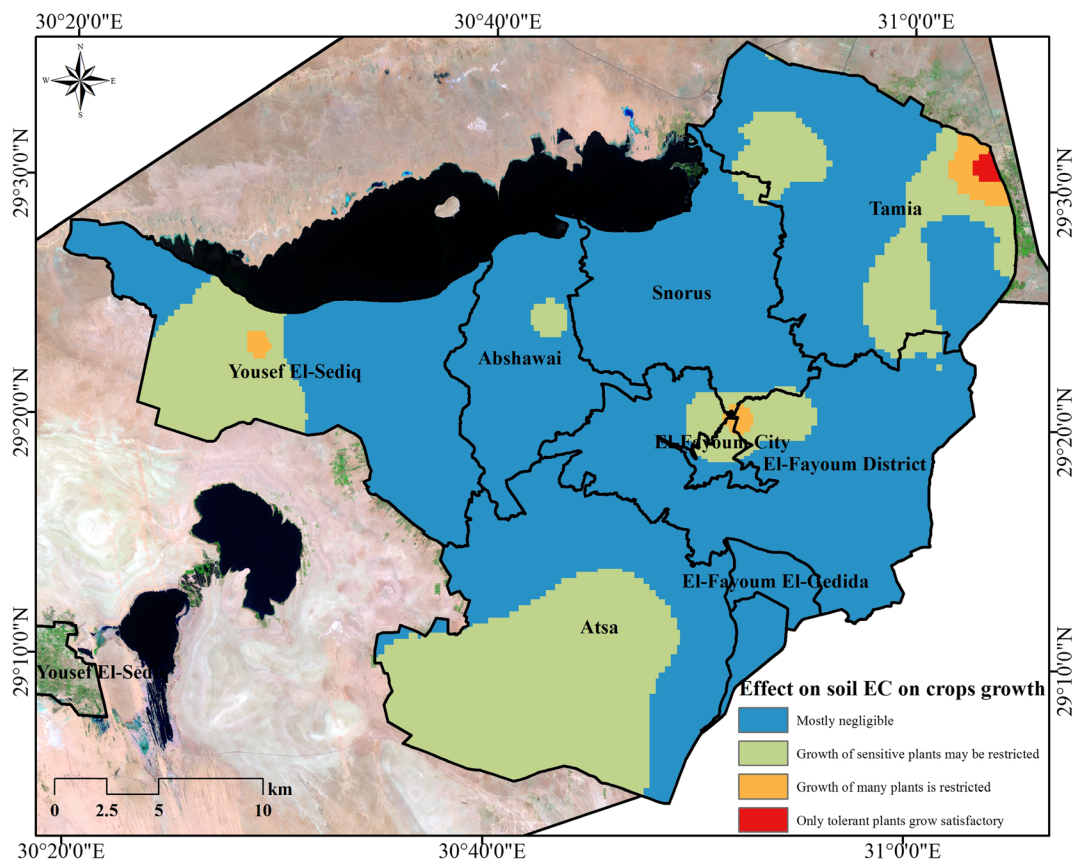 30°20'0"E
30°40'0"E
31°0'0"E
N
W
E
S
29°30'0"N
29°30'0"N
Tamia
Snorus
Abshawai
Yousef El-Sediq
29°20'0"N
29°20'0"N
El-Fayoum City
El-Fayoum District
El-Fayoum El-Gedida
Atsa
29°10'0"N
29°10'0"N
Yousef El-Sediq
Effect on soil EC on crops growth
Mostly negligible
Growth of sensitive plants may be restricted
Growth of many plants is restricted
Only tolerant plants grow satisfactory
km
0 2.5 5 10
30°20'0"E
30°40'0"E
31°0'0"E